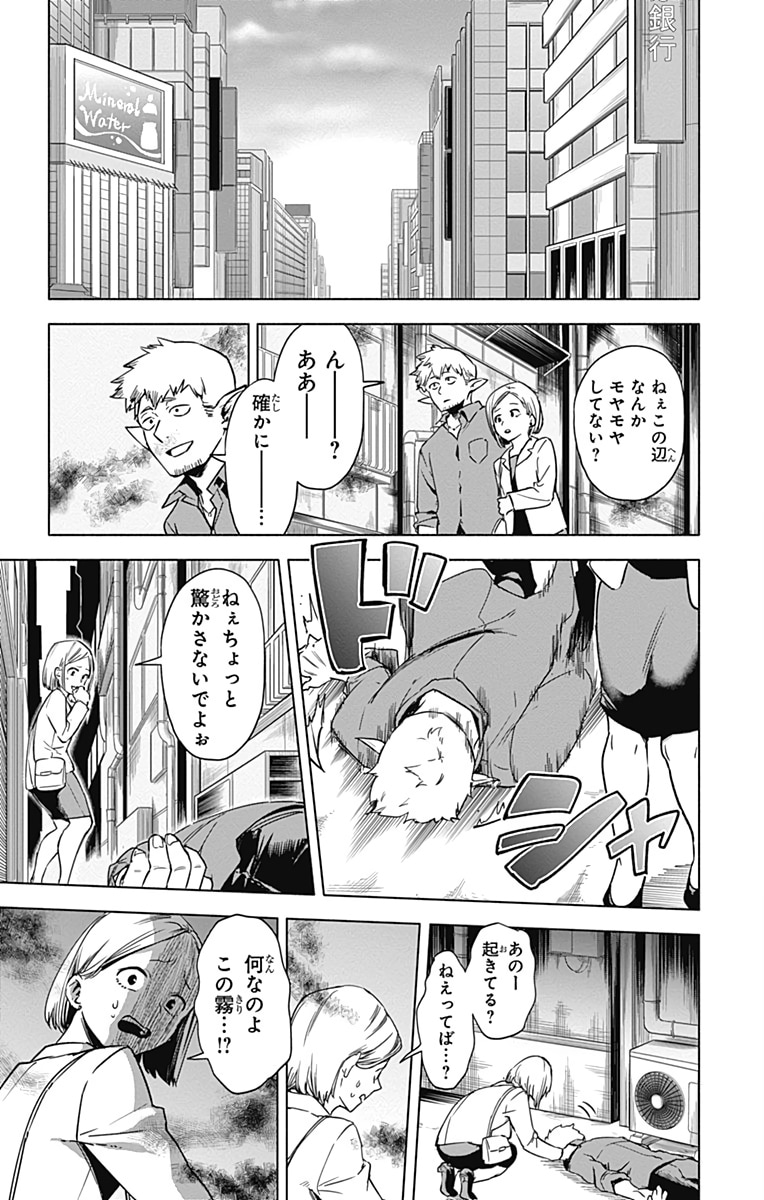 銀行
Mineral
Water
ねぇこの辺
なんか
モヤモヤ
してない？
ん――？
ああ――
確かに――…
ドシャッ
ねぇちょっと
驚かさないでよぉ
あのー
起きてる？
ねえってば…？
何なのよ
この霧…!?